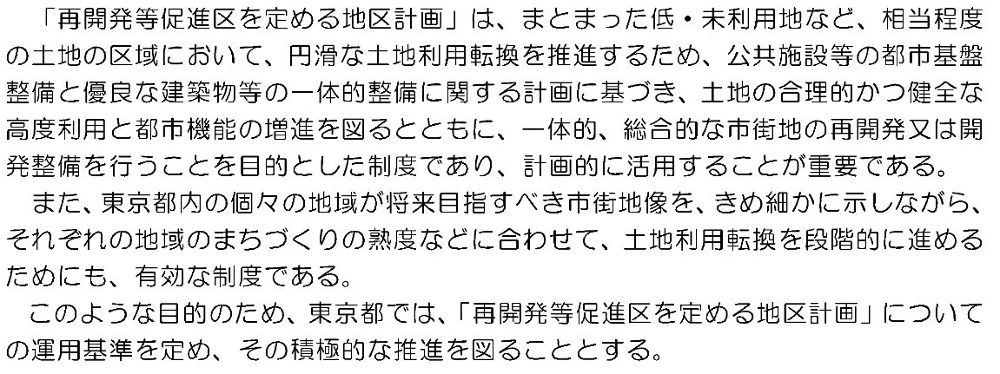 「再開発等促進区を定める地区計画」は、まとまった低・未利用地など、相当程度
の土地の区域において、円滑な土地利用転換を推進するため、公共施設等の都市基盤
整備と優良な建築物等の一体的整備に関する計画に基づき、土地の合理的かつ健全な
高度利用と都市機能の増進を図るとともに、一体的、総合的な市街地の再開発又は開
発整備を行うことを目的とした制度であり、計画的に活用することが重要である。
また、東京都内の個々の地域が将来目指すべき市街地像を、きめ細かに示しながら、
それぞれの地域のまちづくりの熟度などに合わせて、土地利用転換を段階的に進める
ためにも、有効な制度である。
このような目的のため、東京都では、「再開発等促進区を定める地区計画」について
の運用基準を定め、その積極的な推進を図ることとする。